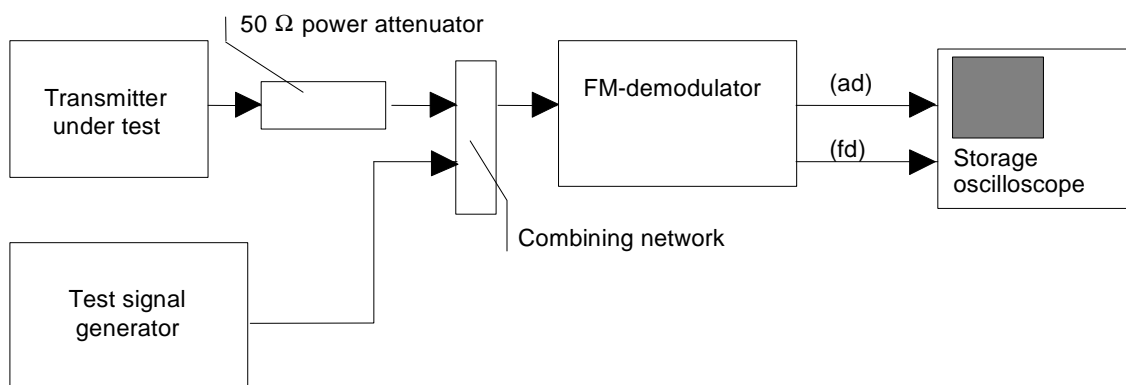 50 Ω power attenuator
Transmitter
under test
FM-demodulator
(ad)
(fd)
Storage
oscilloscope
Combining network
Test signal
generator